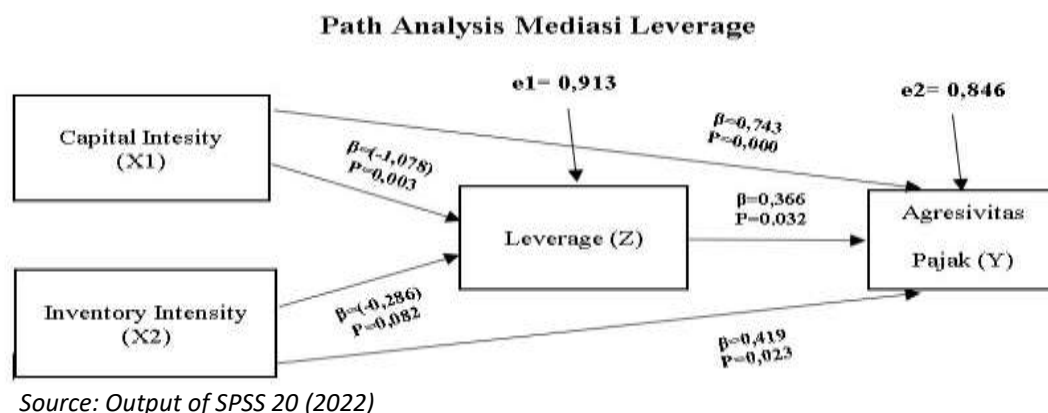 Path Analysis Mediasi Leverage
e1= 0,913
e2= 0,846
Capital Intesity
(X1)
β=0,743
P=0,000
β=(-1,078)
P=0,003
Leverage (Z)
β=0,366
P=0,032
Agresivitas
Pajak (Y)
Inventory Intensity
(X2)
β=(-0,286)
P=0,082
β=0,419
P=0,023
Source: Output of SPSS 20 (2022)